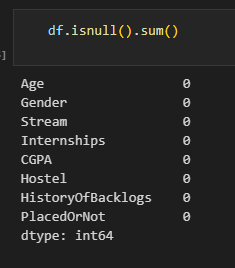 df.isnull().sum()
]
Age 0
Gender 0
Stream 0
Internships 0
CGPA 0
Hostel 0
HistoryOfBacklogs 0
PlacedOrNot 0
dtype: int64